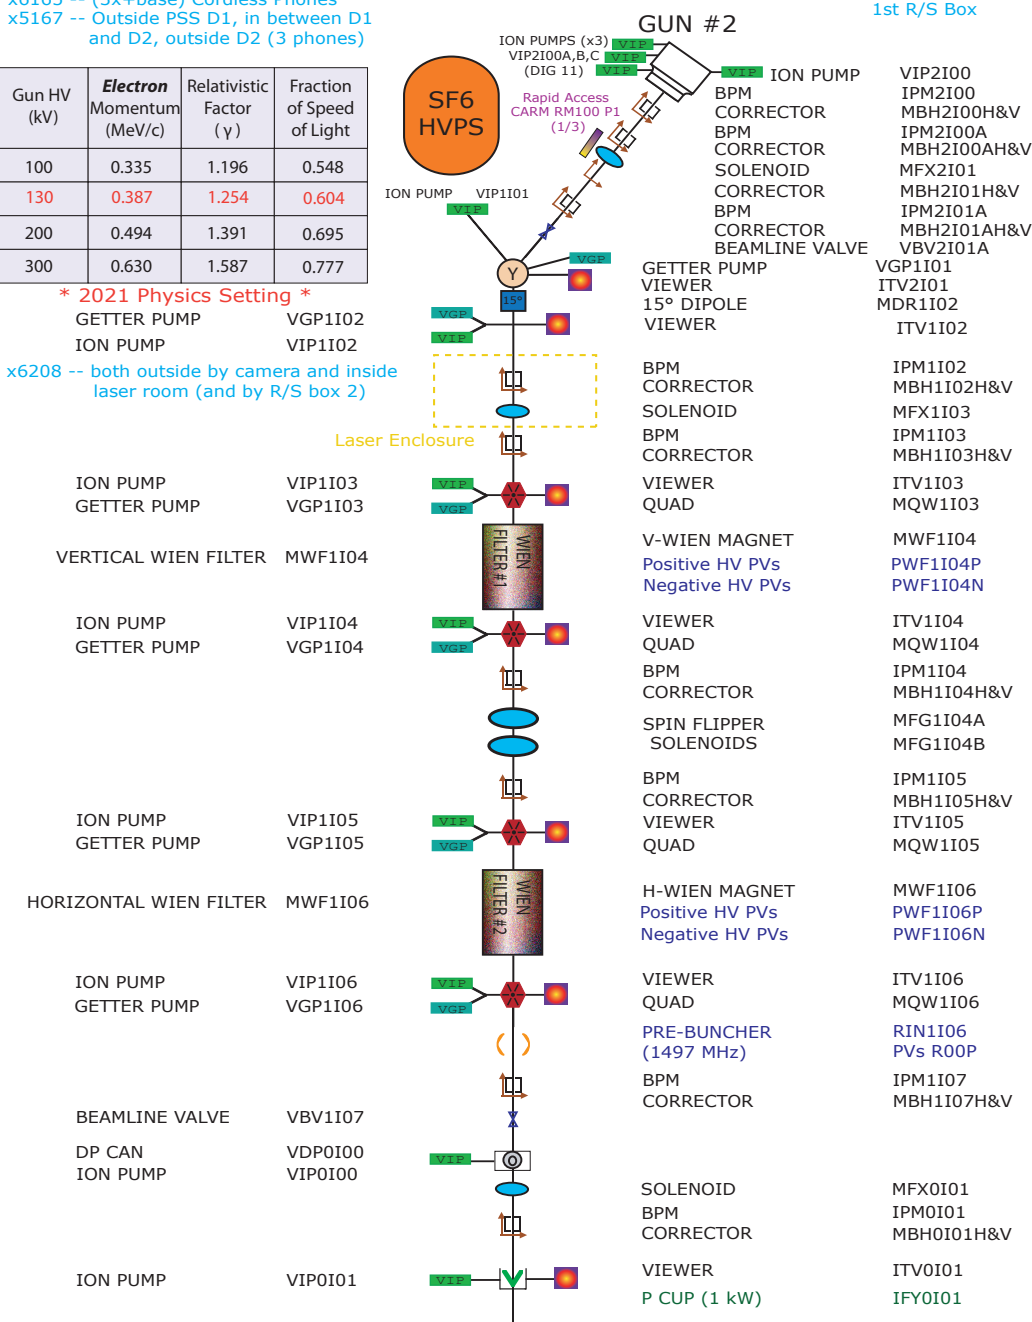 x5167 -- Outside PSS D1, in between D1
and D2, outside D2 (3 phones)
GUN #2
1st R/S Box
Gun HV (kV) Electron Momentum (MeV/c) Relativistic Factor (γ) Fraction of Speed of Light
100 0.335 1.196 0.548
130 0.387 1.254 0.604
200 0.494 1.391 0.695
300 0.630 1.587 0.777
* 2021 Physics Setting *
SF6
HVPS
ION PUMPS (x3) VIP
VIP2I00A,B,C VIP
(DIG 11) VIP
Rapid Access
CARM RM100 P1
(1/3)
VIP ION PUMP VIP2I00
BPM IPM2I00
CORRECTOR MBH2I00H&V
BPM IPM2I00A
CORRECTOR MBH2I00AH&V
SOLENOID MFX2I01
CORRECTOR MBH2I01H&V
BPM IPM2I01A
CORRECTOR MBH2I01AH&V
BEAMLINE VALVE VBV2I01A
ION PUMP VIP1I01
VIP
VGP
Y
GETTER PUMP VGP1I01
VIEWER ITV2I01
15° DIPOLE MDR1I02
15°
GETTER PUMP VGP1I02 VGP VIEWER ITV1I02
ION PUMP VIP1I02 VIP
x6208 -- both outside by camera and inside
laser room (and by R/S box 2)
BPM IPM1I02
CORRECTOR MBH1I02H&V
SOLENOID MFX1I03
Laser Enclosure
BPM IPM1I03
CORRECTOR MBH1I03H&V
ION PUMP VIP1I03 VIP VIEWER ITV1I03
GETTER PUMP VGP1I03 VGP QUAD MQW1I03
WIEN
FILTER #1
VERTICAL WIEN FILTER MWF1I04
V-WIEN MAGNET MWF1I04
Positive HV PVs PWF1I04P
Negative HV PVs PWF1I04N
ION PUMP VIP1I04 VIP VIEWER ITV1I04
GETTER PUMP VGP1I04 VGP QUAD MQW1I04
BPM IPM1I04
CORRECTOR MBH1I04H&V
SPIN FLIPPER MFG1I04A
SOLENOIDS MFG1I04B
BPM IPM1I05
CORRECTOR MBH1I05H&V
ION PUMP VIP1I05 VIP VIEWER ITV1I05
GETTER PUMP VGP1I05 VGP QUAD MQW1I05
WIEN
FILTER #2
HORIZONTAL WIEN FILTER MWF1I06
H-WIEN MAGNET MWF1I06
Positive HV PVs PWF1I06P
Negative HV PVs PWF1I06N
ION PUMP VIP1I06 VIP VIEWER ITV1I06
GETTER PUMP VGP1I06 VGP QUAD MQW1I06
PRE-BUNCHER RIN1I06
(1497 MHz) PVs R00P
BPM IPM1I07
CORRECTOR MBH1I07H&V
BEAMLINE VALVE VBV1I07
DP CAN VDP0I00
ION PUMP VIP0I00 VIP
SOLENOID MFX0I01
BPM IPM0I01
CORRECTOR MBH0I01H&V
ION PUMP VIP0I01 VIP VIEWER ITV0I01
P CUP (1 kW) IFY0I01